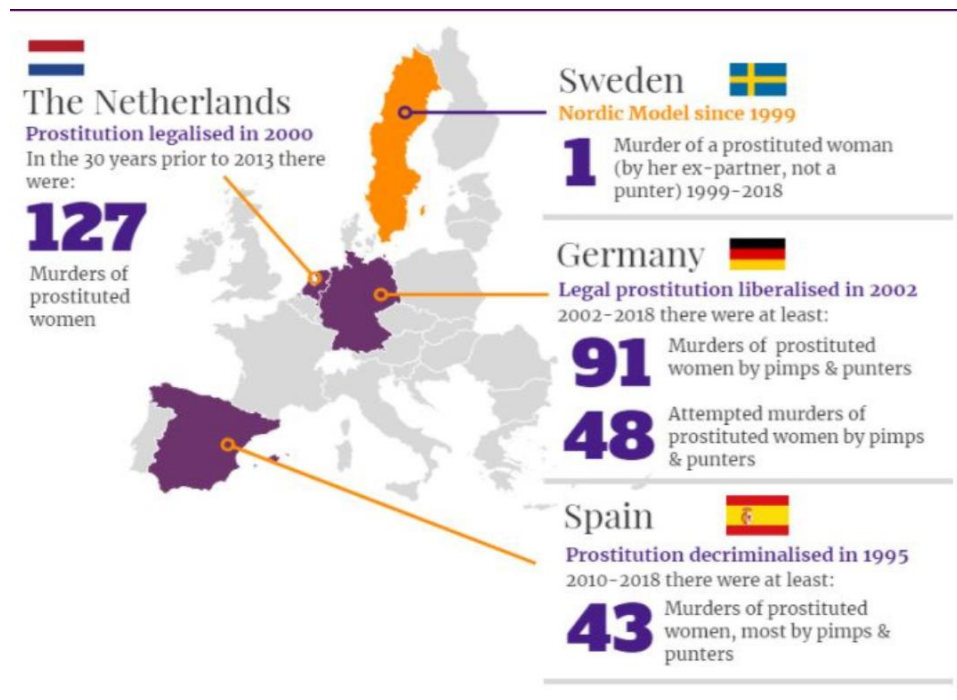 The Netherlands
Prostitution legalised in 2000
In the 30 years prior to 2013 there
were:
127
Murders of
prostituted
women
Sweden
Nordic Model since 1999
1
Murder of a prostituted woman
(by her ex-partner, not a
punter) 1999-2018
Germany
Legal prostitution liberalised in 2002
2002-2018 there were at least:
91
Murders of prostituted
women by pimps & punters
48
Attempted murders of
prostituted women by pimps
& punters
Spain
Prostitution decriminalised in 1995
2010-2018 there were at least:
43
Murders of prostituted
women, most by pimps &
punters